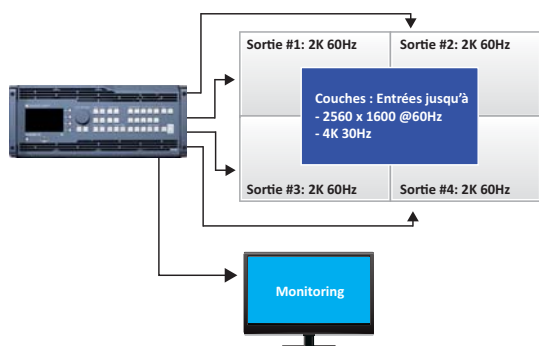 Sortie #1: 2K 60Hz
Sortie #2: 2K 60Hz
Couches : Entrées jusqu'à
- 2560 x 1600 @60Hz
- 4K 30Hz
Sortie #3: 2K 60Hz
Sortie #4: 2K 60Hz
Monitoring